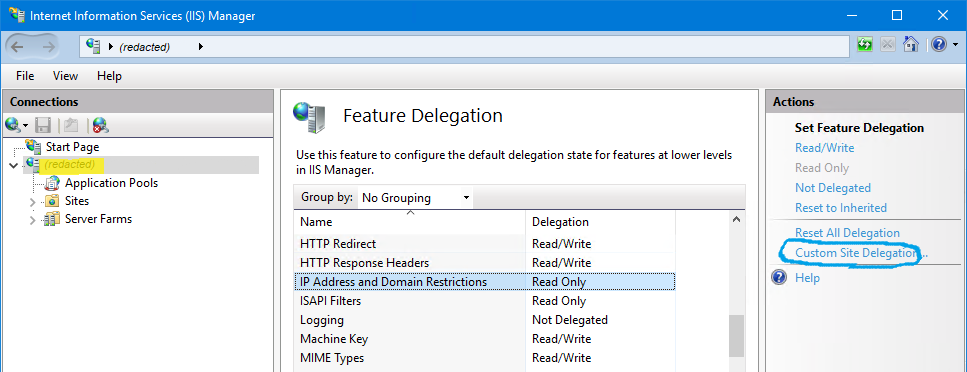 Internet Information Services (IIS) Manager
(redacted)
File View Help
Connections
Start Page
(redacted)
Application Pools
Sites
Server Farms
Feature Delegation
Use this feature to configure the default delegation state for features at lower levels
in IIS Manager.
Group by: No Grouping
Name Delegation
HTTP Redirect Read/Write
HTTP Response Headers Read/Write
IP Address and Domain Restrictions Read Only
ISAPI Filters Read Only
Logging Not Delegated
Machine Key Read/Write
MIME Types Read/Write
Actions
Set Feature Delegation
Read/Write
Read Only
Not Delegated
Reset to Inherited
Reset All Delegation
Custom Site Delegation...
Help